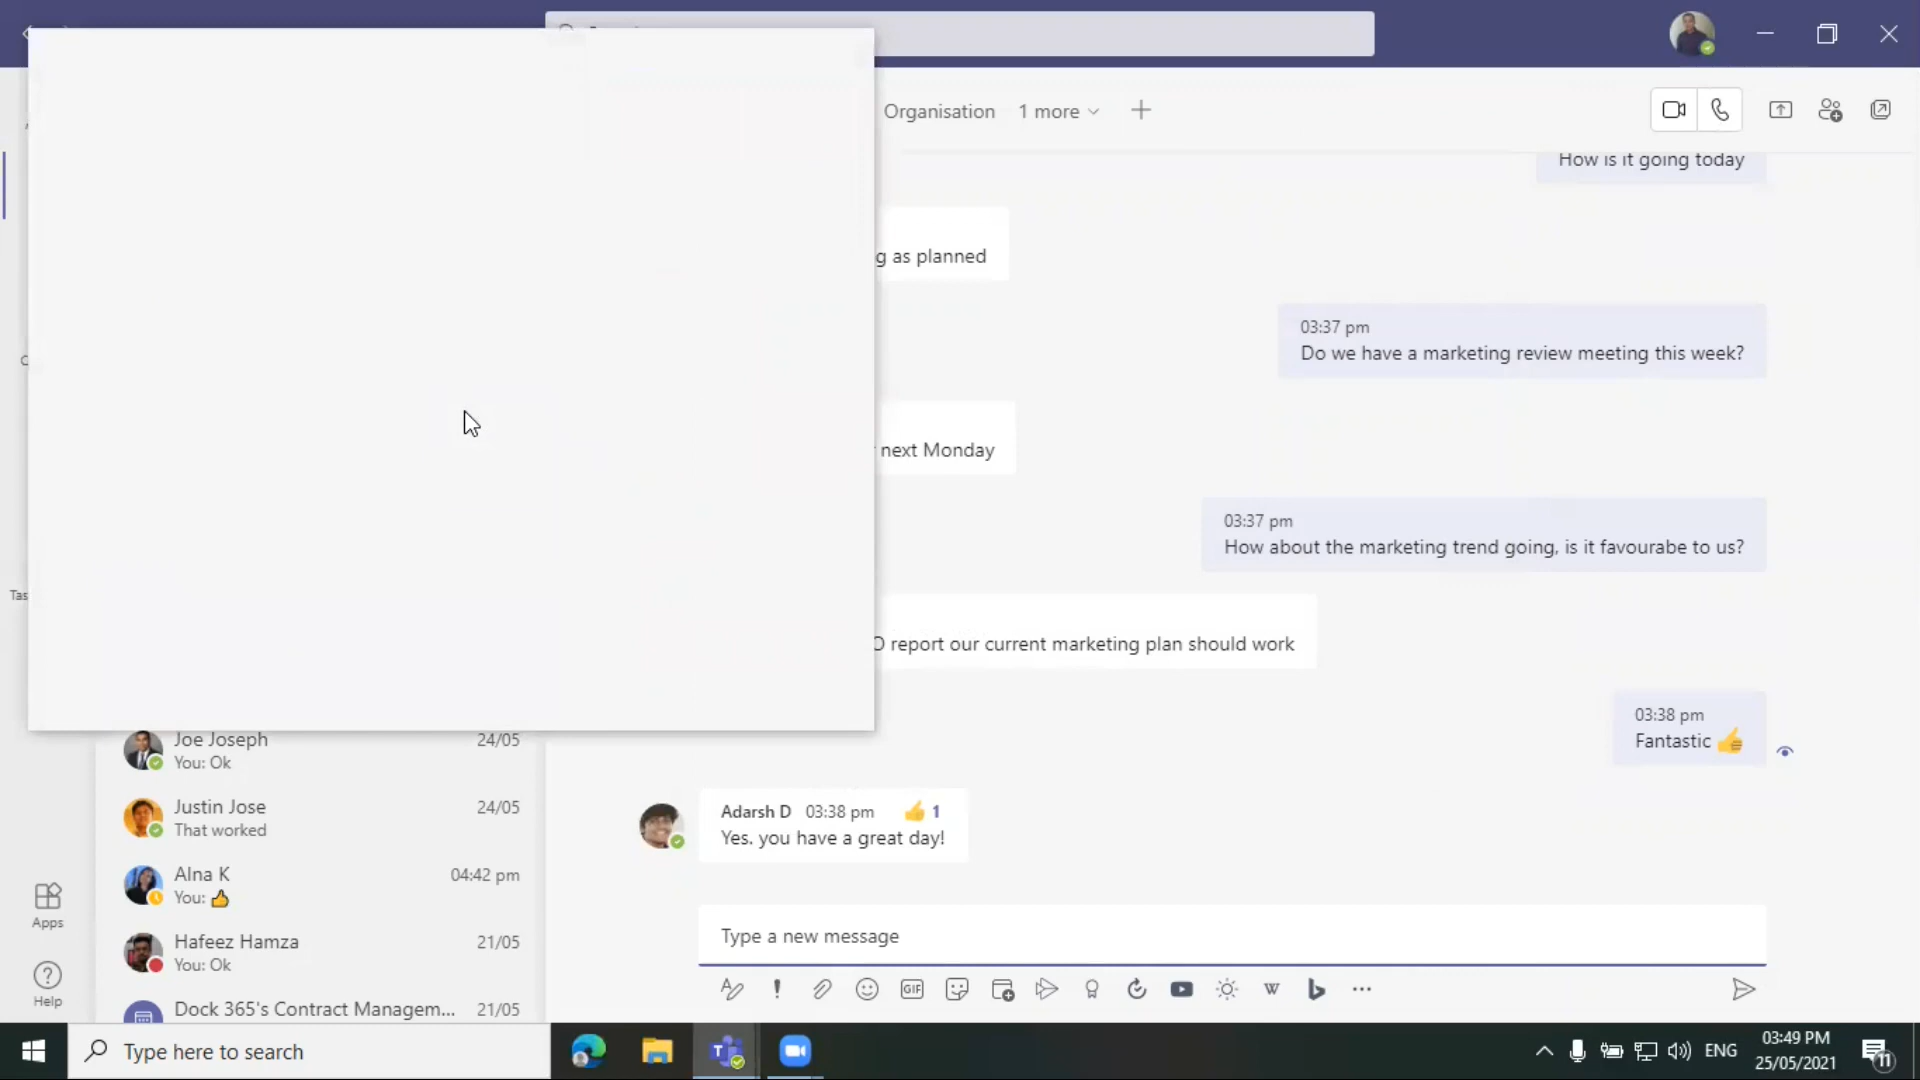 Organisation
1 more
How is it going today
g as planned
03:37 pm
Do we have a marketing review meeting this week?
next Monday
03:37 pm
How about the marketing trend going, is it favourabe to us?
report our current marketing plan should work
03:38 pm
Fantastic 👍
Adarsh D 03:38 pm 👍 1
Yes. you have a great day!
Type a new message
GIF
W
Tas
Joe Joseph 24/05
You: Ok
Justin Jose 24/05
That worked
Alna K 04:42 pm
You: 👍
Hafeez Hamza 21/05
You: Ok
Dock 365's Contract Managem... 21/05
Apps
Help
Type here to search
ENG
03:49 PM
25/05/2021
11